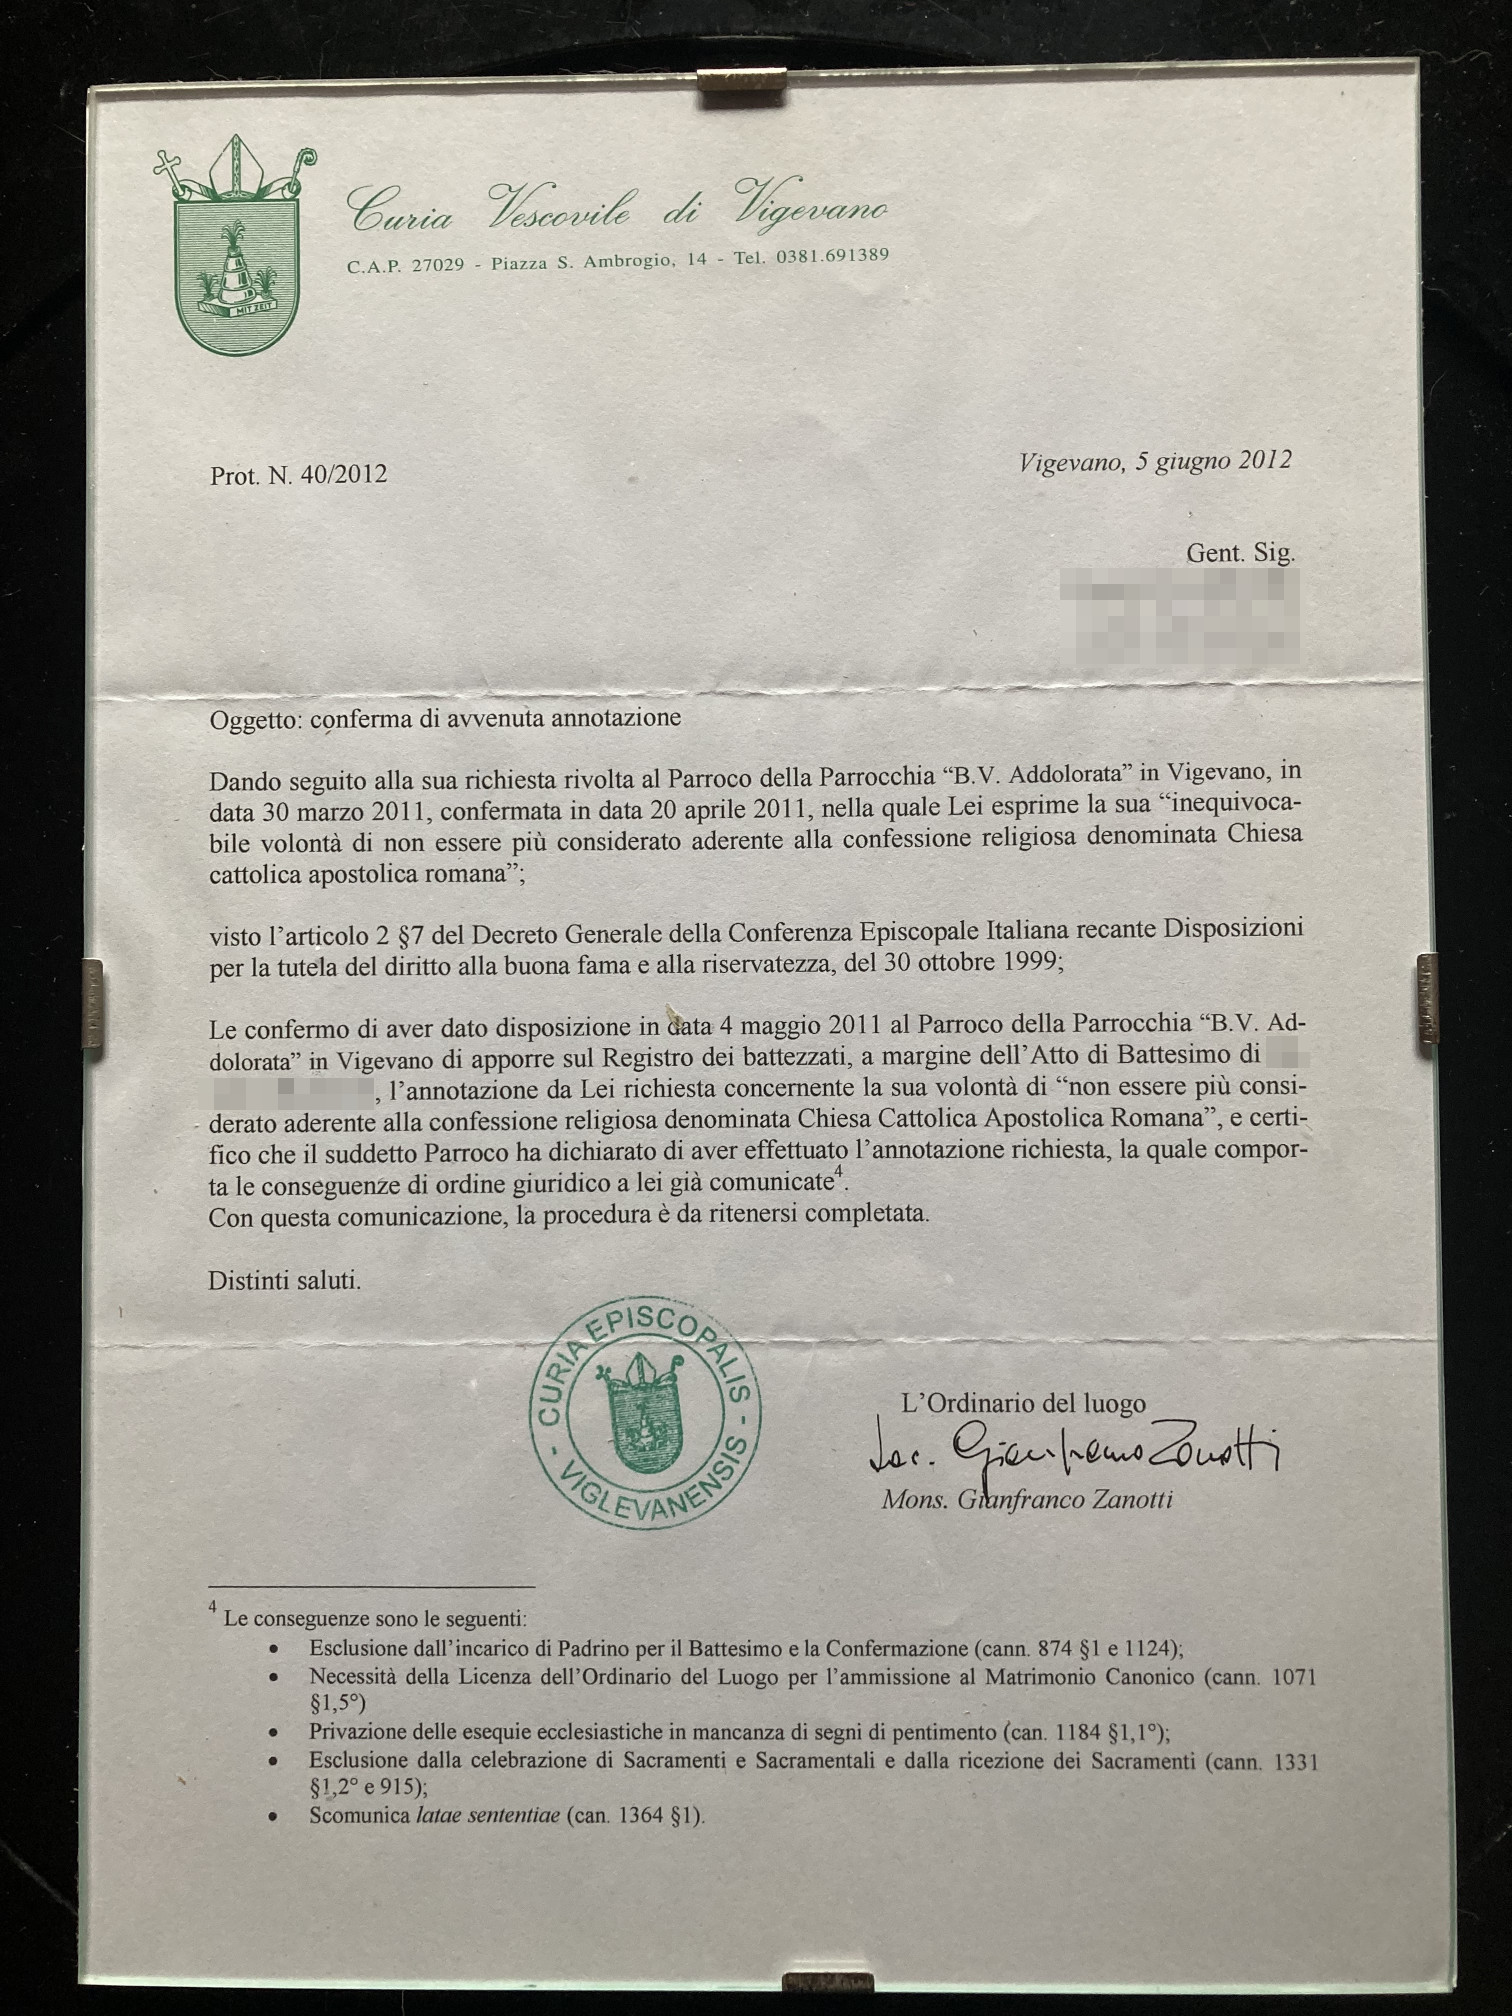 Curia Vescovile di Vigevano
C.A.P. 27029 - Piazza S. Ambrogio, 14 - Tel. 0381.691389
MIT ZEIT
Prot. N. 40/2012
Vigevano, 5 giugno 2012
Gent. Sig.
Oggetto: conferma di avvenuta annotazione
Dando seguito alla sua richiesta rivolta al Parroco della Parrocchia “B.V. Addolorata” in Vigevano, in
data 30 marzo 2011, confermata in data 20 aprile 2011, nella quale Lei esprime la sua “inequivoca-
bile volontà di non essere più considerato aderente alla confessione religiosa denominata Chiesa
cattolica apostolica romana”;
visto l’articolo 2 §7 del Decreto Generale della Conferenza Episcopale Italiana recante Disposizioni
per la tutela del diritto alla buona fama e alla riservatezza, del 30 ottobre 1999;
Le confermo di aver dato disposizione in data 4 maggio 2011 al Parroco della Parrocchia “B.V. Ad-
dolorata” in Vigevano di apporre sul Registro dei battezzati, a margine dell’Atto di Battesimo di
, l’annotazione da Lei richiesta concernente la sua volontà di “non essere più consi-
derato aderente alla confessione religiosa denominata Chiesa Cattolica Apostolica Romana”, e certi-
fico che il suddetto Parroco ha dichiarato di aver effettuato l’annotazione richiesta, la quale compor-
ta le conseguenze di ordine giuridico a lei già comunicate4.
Con questa comunicazione, la procedura è da ritenersi completata.
Distinti saluti.
CURIA EPISCOPALIS - VIGLEVANENSIS -
L’Ordinario del luogo
Sac. Gianfranco Zanotti
Mons. Gianfranco Zanotti
4 Le conseguenze sono le seguenti:
• Esclusione dall’incarico di Padrino per il Battesimo e la Confermazione (cann. 874 §1 e 1124);
• Necessità della Licenza dell’Ordinario del Luogo per l’ammissione al Matrimonio Canonico (cann. 1071
§1,5°)
• Privazione delle esequie ecclesiastiche in mancanza di segni di pentimento (can. 1184 §1,1°);
• Esclusione dalla celebrazione di Sacramenti e Sacramentali e dalla ricezione dei Sacramenti (cann. 1331
§1,2° e 915);
• Scomunica latae sententiae (can. 1364 §1).